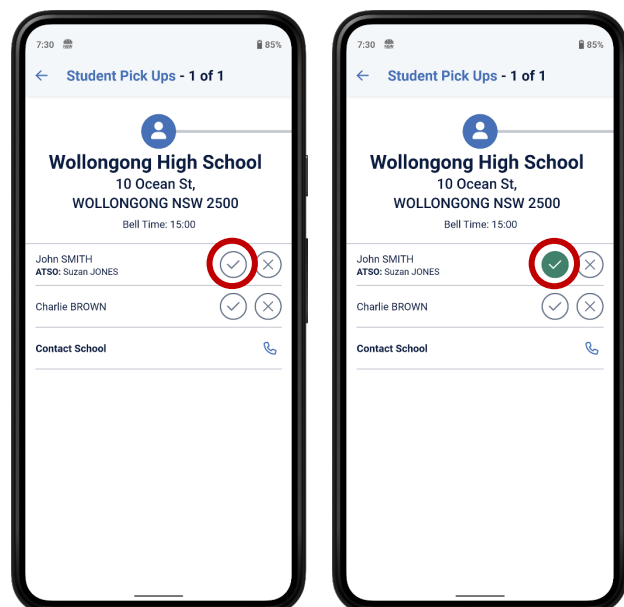 7:30 NSW 85%
Student Pick Ups - 1 of 1
Wollongong High School
10 Ocean St,
WOLLONGONG NSW 2500
Bell Time: 15:00
John SMITH
ATSO: Suzan JONES
Charlie BROWN
Contact School
7:30 NSW 85%
Student Pick Ups - 1 of 1
Wollongong High School
10 Ocean St,
WOLLONGONG NSW 2500
Bell Time: 15:00
John SMITH
ATSO: Suzan JONES
Charlie BROWN
Contact School